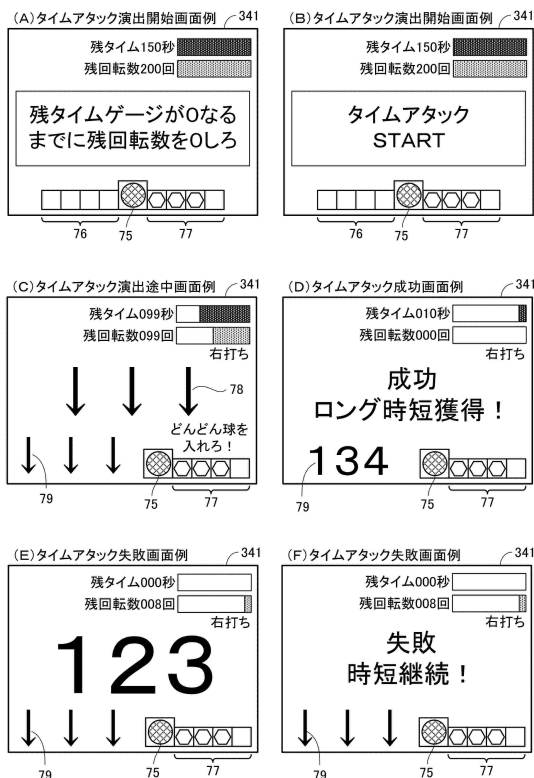 (A)タイムアタック演出開始画面例
341
残タイム150秒
残回転数200回
残タイムゲージが0なる
までに残回転数を0しろ
76
75
77
(B)タイムアタック演出開始画面例
341
残タイム150秒
残回転数200回
タイムアタック
START
76
75
77
(C)タイムアタック演出途中画面例
341
残タイム099秒
残回転数099回
右打ち
78
どんどん球を
入れろ!
79
75
77
(D)タイムアタック成功画面例
341
残タイム010秒
残回転数000回
右打ち
成功
ロング時短獲得!
134
79
75
77
(E)タイムアタック失敗画面例
341
残タイム000秒
残回転数008回
右打ち
123
79
75
77
(F)タイムアタック失敗画面例
341
残タイム000秒
残回転数008回
右打ち
失敗
時短継続!
79
75
77